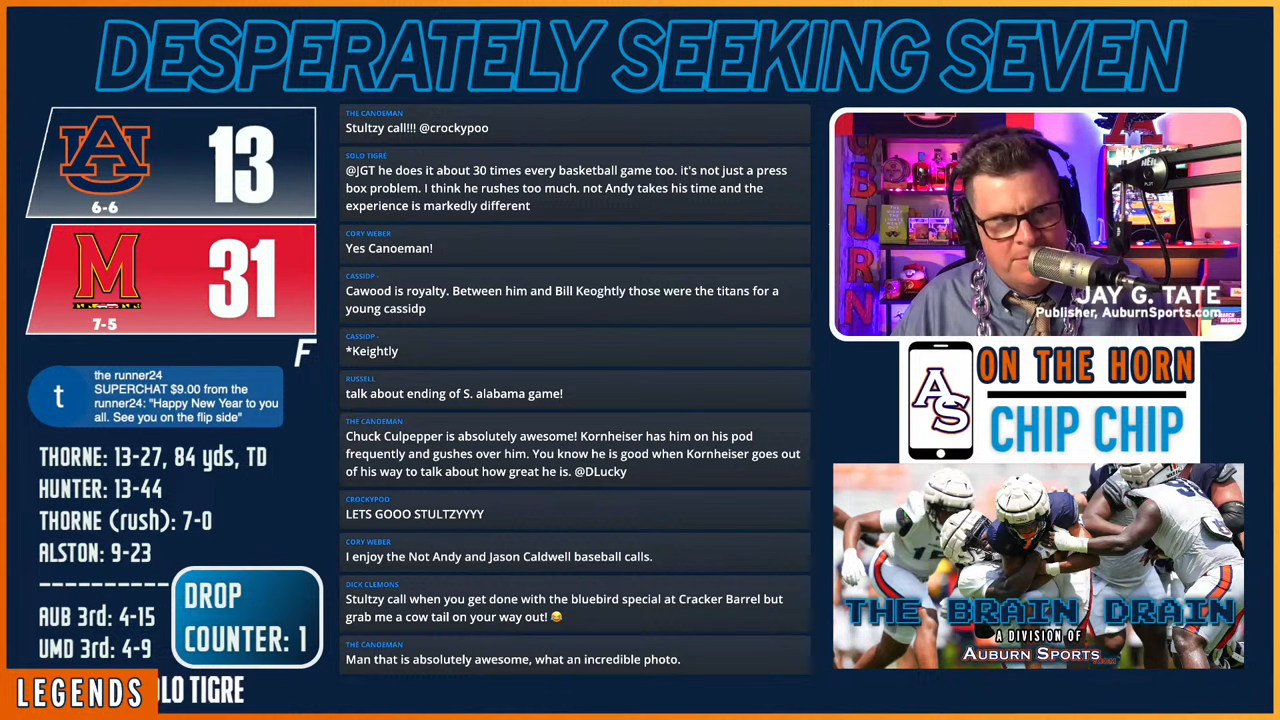 DESPERATELY SEEKING SEVEN
13
6-6
M
31
7-5
F
t
the runner24
SUPERCHAT $9.00 from the
runner24: "Happy New Year to you
all. See you on the flip side"
THORNE: 13-27, 84 yds, TD
HUNTER: 13-44
THORNE (rush): 7-0
ALSTON: 9-23
----------
AUB 3rd: 4-15
UMD 3rd: 4-9
DROP
COUNTER: 1
LEGENDS
OLO TIGRE
THE CANOEMAN
Stultzy call!!! @crockypoo
SOLO TIGRE
@JGT he does it about 30 times every basketball game too. it's not just a press
box problem. I think he rushes too much. not Andy takes his time and the
experience is markedly different
CORY WEBER
Yes Canoeman!
CASSIDP -
Cawood is royalty. Between him and Bill Keoghtly those were the titans for a
young cassidp
CASSIDP -
*Keightly
RUSSELL
talk about ending of S. alabama game!
THE CANOEMAN
Chuck Culpepper is absolutely awesome! Kornheiser has him on his pod
frequently and gushes over him. You know he is good when Kornheiser goes out
of his way to talk about how great he is. @DLucky
CROCKYPOO
LETS GOOO STULTZYYYY
CORY WEBER
I enjoy the Not Andy and Jason Caldwell baseball calls.
DICK CLEMONS
Stultzy call when you get done with the bluebird special at Cracker Barrel but
grab me a cow tail on your way out! 😂
THE CANOEMAN
Man that is absolutely awesome, what an incredible photo.
JAY G. TATE
Publisher, AuburnSports.com
AS
ON THE HORN
CHIP CHIP
THE BRAIN DRAIN
A DIVISION OF
AUBURN SPORTS.COM